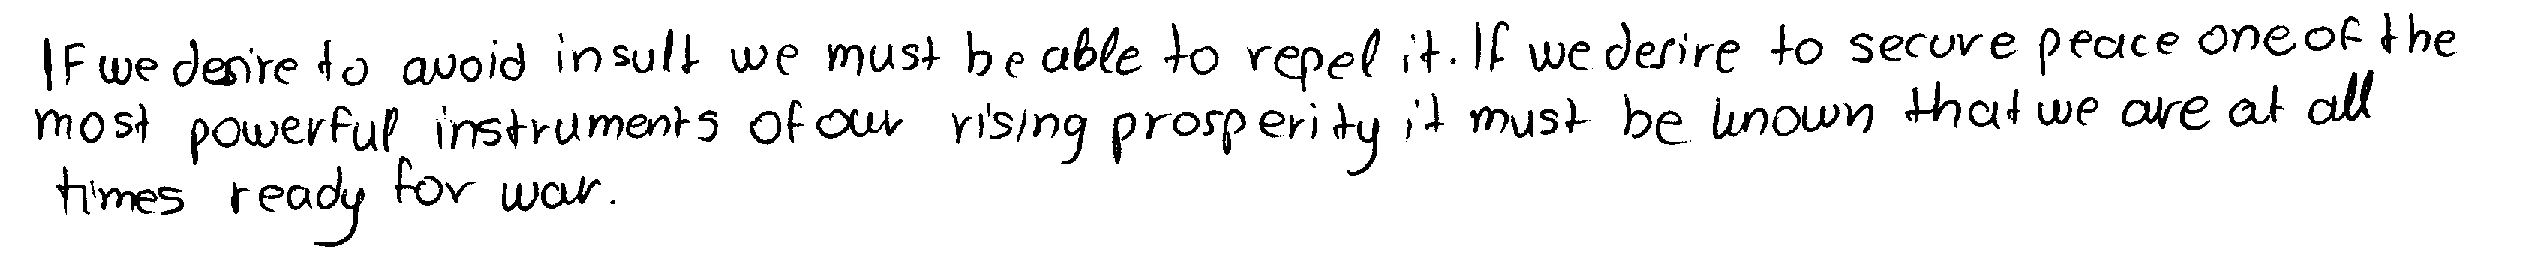 If we desire to avoid insult we must be able to repel it. If we desire to secure peace one of the
most powerful instruments of our rising prosperity it must be known that we are at all
times ready for war.